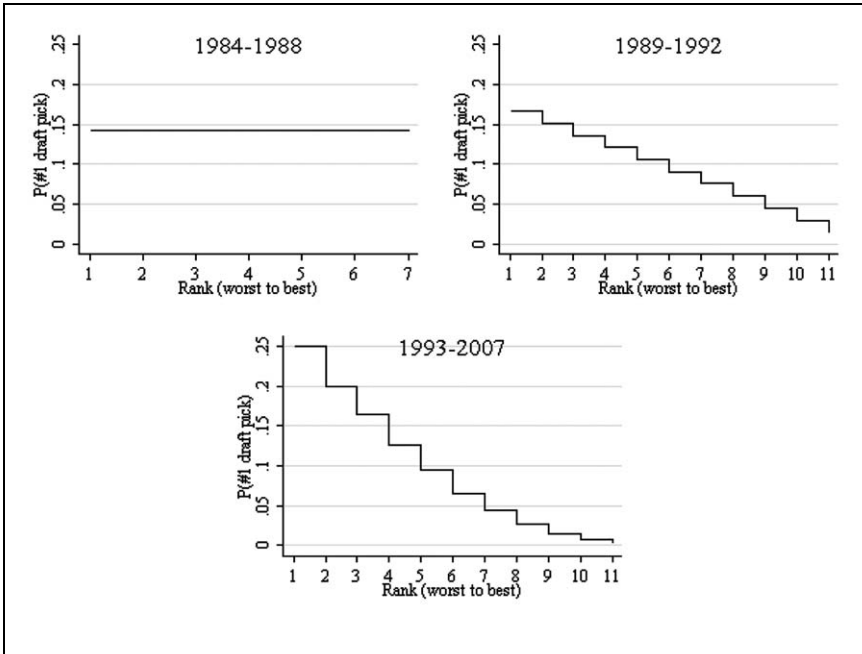 1984-1988
P(#1 draft pick)
.25
.2
.15
.1
.05
0
1 2 3 4 5 6 7
Rank (worst to best)
1989-1992
P(#1 draft pick)
.25
.2
.15
.1
.05
0
1 2 3 4 5 6 7 8 9 10 11
Rank (worst to best)
1993-2007
P(#1 draft pick)
.25
.2
.15
.1
.05
0
1 2 3 4 5 6 7 8 9 10 11
Rank (worst to best)